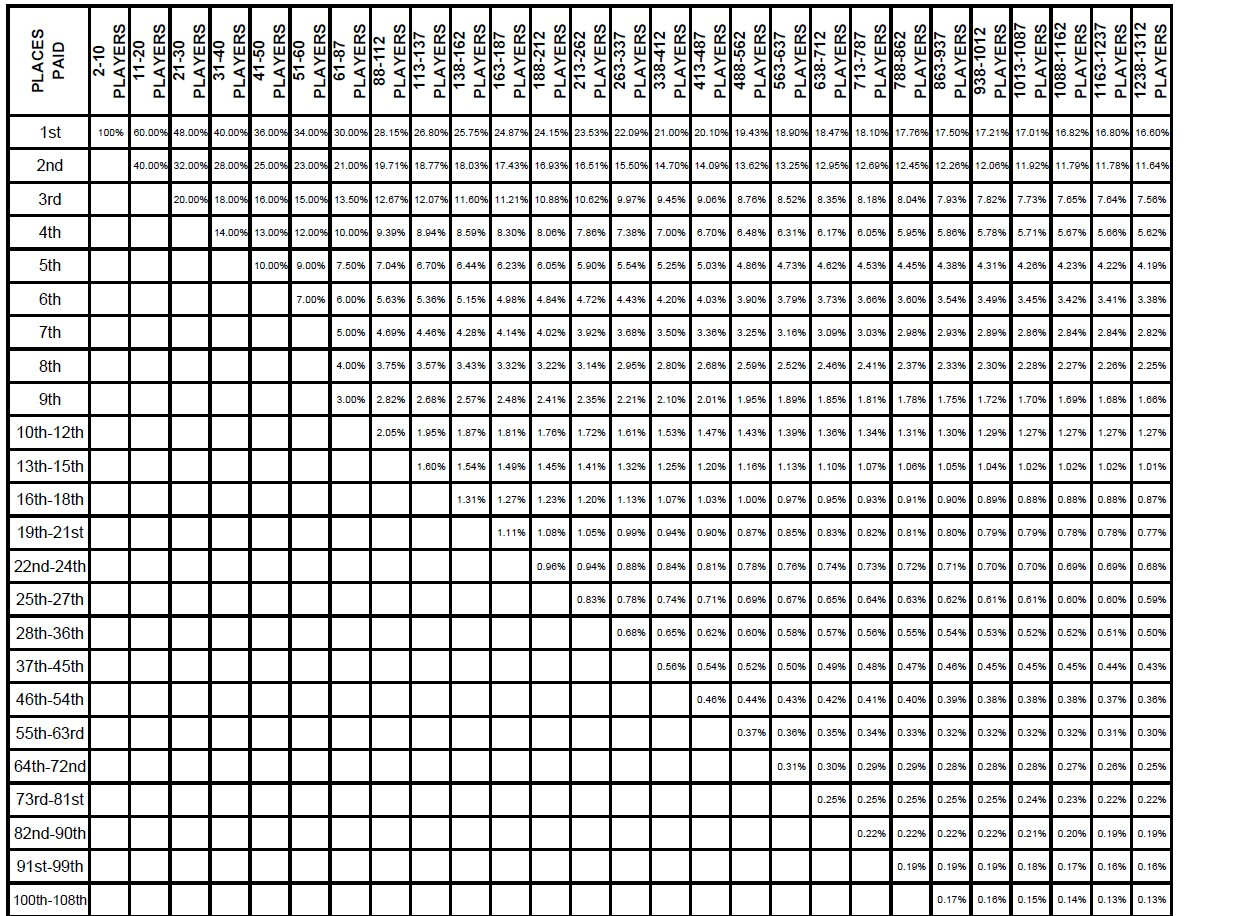 PLACES PAID 2-10 PLAYERS 11-20 PLAYERS 21-30 PLAYERS 31-40 PLAYERS 41-50 PLAYERS 51-60 PLAYERS 61-87 PLAYERS 88-112 PLAYERS 113-137 PLAYERS 138-162 PLAYERS 163-187 PLAYERS 188-212 PLAYERS 213-262 PLAYERS 263-337 PLAYERS 338-412 PLAYERS 413-487 PLAYERS 488-562 PLAYERS 563-637 PLAYERS 638-712 PLAYERS 713-787 PLAYERS 788-862 PLAYERS 863-937 PLAYERS 938-1012 PLAYERS 1013-1087 PLAYERS 1088-1162 PLAYERS 1163-1237 PLAYERS 1238-1312 PLAYERS
1st 100% 60.00% 48.00% 40.00% 36.00% 34.00% 30.00% 28.15% 26.80% 25.75% 24.87% 24.15% 23.53% 22.09% 21.00% 20.10% 19.43% 18.90% 18.47% 18.10% 17.76% 17.50% 17.21% 17.01% 16.82% 16.80% 16.60%
2nd 40.00% 32.00% 28.00% 25.00% 23.00% 21.00% 19.71% 18.77% 18.03% 17.43% 16.93% 16.51% 15.50% 14.70% 14.09% 13.62% 13.25% 12.95% 12.69% 12.45% 12.26% 12.06% 11.92% 11.79% 11.78% 11.64%
3rd 20.00% 18.00% 16.00% 15.00% 13.50% 12.67% 12.07% 11.60% 11.21% 10.88% 10.62% 9.97% 9.45% 9.06% 8.76% 8.52% 8.35% 8.18% 8.04% 7.93% 7.82% 7.73% 7.65% 7.64% 7.56%
4th 14.00% 13.00% 12.00% 10.00% 9.39% 8.94% 8.59% 8.30% 8.06% 7.86% 7.38% 7.00% 6.70% 6.48% 6.31% 6.17% 6.05% 5.95% 5.86% 5.78% 5.71% 5.67% 5.66% 5.62%
5th 10.00% 9.00% 7.50% 7.04% 6.70% 6.44% 6.23% 6.05% 5.90% 5.54% 5.25% 5.03% 4.86% 4.73% 4.62% 4.53% 4.45% 4.38% 4.31% 4.26% 4.23% 4.22% 4.19%
6th 7.00% 6.00% 5.63% 5.36% 5.15% 4.98% 4.84% 4.72% 4.43% 4.20% 4.03% 3.90% 3.79% 3.73% 3.66% 3.60% 3.54% 3.49% 3.45% 3.42% 3.41% 3.38%
7th 5.00% 4.69% 4.46% 4.28% 4.14% 4.02% 3.92% 3.68% 3.50% 3.36% 3.25% 3.16% 3.09% 3.03% 2.98% 2.93% 2.89% 2.86% 2.84% 2.84% 2.82%
8th 4.00% 3.75% 3.57% 3.43% 3.32% 3.22% 3.14% 2.95% 2.80% 2.68% 2.59% 2.52% 2.46% 2.41% 2.37% 2.33% 2.30% 2.28% 2.27% 2.26% 2.25%
9th 3.00% 2.82% 2.68% 2.57% 2.48% 2.41% 2.35% 2.21% 2.10% 2.01% 1.95% 1.89% 1.85% 1.81% 1.78% 1.75% 1.72% 1.70% 1.69% 1.68% 1.66%
10th-12th 2.05% 1.95% 1.87% 1.81% 1.76% 1.72% 1.61% 1.53% 1.47% 1.43% 1.39% 1.36% 1.34% 1.31% 1.30% 1.29% 1.27% 1.27% 1.27% 1.27%
13th-15th 1.60% 1.54% 1.49% 1.45% 1.41% 1.32% 1.25% 1.20% 1.16% 1.13% 1.10% 1.07% 1.06% 1.05% 1.04% 1.02% 1.02% 1.02% 1.01%
16th-18th 1.31% 1.27% 1.23% 1.20% 1.13% 1.07% 1.03% 1.00% 0.97% 0.95% 0.93% 0.91% 0.90% 0.89% 0.88% 0.88% 0.88% 0.87%
19th-21st 1.11% 1.08% 1.05% 0.99% 0.94% 0.90% 0.87% 0.85% 0.83% 0.82% 0.81% 0.80% 0.79% 0.79% 0.78% 0.78% 0.77%
22nd-24th 0.96% 0.94% 0.88% 0.84% 0.81% 0.78% 0.76% 0.74% 0.73% 0.72% 0.71% 0.70% 0.70% 0.69% 0.69% 0.68%
25th-27th 0.83% 0.78% 0.74% 0.71% 0.69% 0.67% 0.65% 0.64% 0.63% 0.62% 0.61% 0.61% 0.60% 0.60% 0.59%
28th-36th 0.68% 0.65% 0.62% 0.60% 0.58% 0.57% 0.56% 0.55% 0.54% 0.53% 0.52% 0.52% 0.51% 0.50%
37th-45th 0.56% 0.54% 0.52% 0.50% 0.49% 0.48% 0.47% 0.46% 0.45% 0.45% 0.45% 0.44% 0.43%
46th-54th 0.46% 0.44% 0.43% 0.42% 0.41% 0.40% 0.39% 0.38% 0.38% 0.38% 0.37% 0.36%
55th-63rd 0.37% 0.36% 0.35% 0.34% 0.33% 0.32% 0.32% 0.32% 0.32% 0.31% 0.30%
64th-72nd 0.31% 0.30% 0.29% 0.29% 0.28% 0.28% 0.28% 0.27% 0.26% 0.25%
73rd-81st 0.25% 0.25% 0.25% 0.25% 0.25% 0.24% 0.23% 0.22% 0.22%
82nd-90th 0.22% 0.22% 0.22% 0.22% 0.21% 0.20% 0.19% 0.19%
91st-99th 0.19% 0.19% 0.19% 0.18% 0.17% 0.16% 0.16%
100th-108th 0.17% 0.16% 0.15% 0.14% 0.13% 0.13%